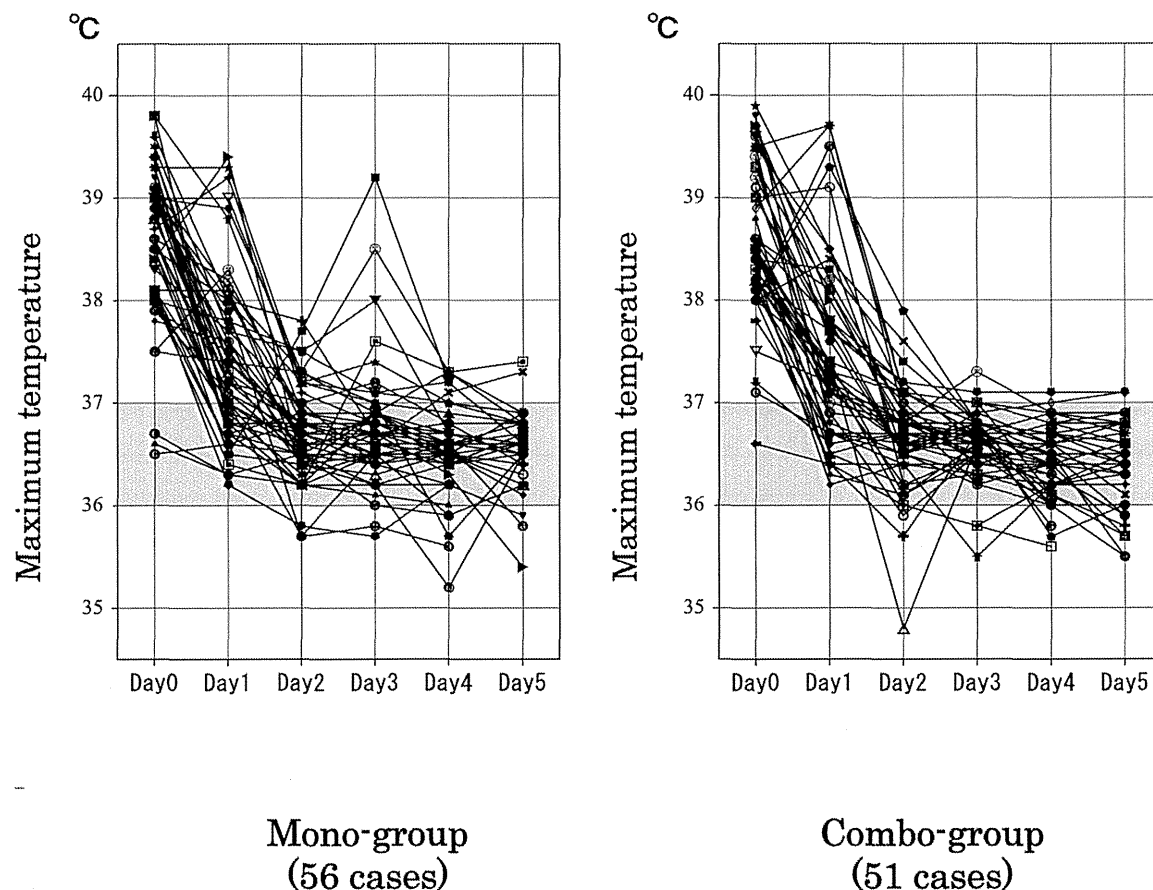 °C
Maximum temperature
40
39
38
37
36
35
Day0 Day1 Day2 Day3 Day4 Day5
Mono-group
(56 cases)
°C
Maximum temperature
40
39
38
37
36
35
Day0 Day1 Day2 Day3 Day4 Day5
Combo-group
(51 cases)